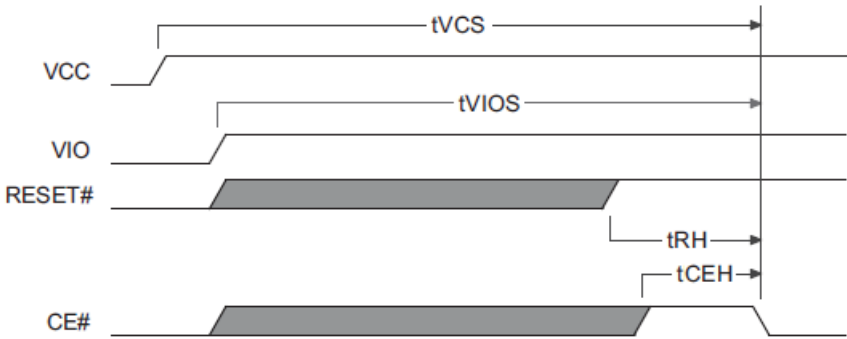 tVCS
VCC
tVIOS
VIO
RESET#
tRH
tCEH
CE#